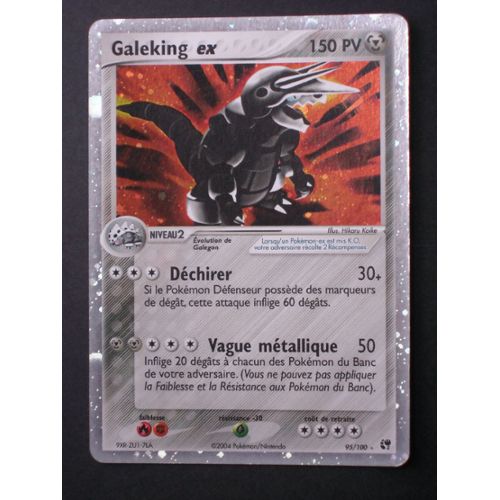 Galeking ex 150 PV
Illus. Hikaru Koike
NIVEAU2
Évolution de
Galegon
Lorsqu'un Pokémon-ex est mis K.O.,
votre adversaire récolte 2 Récompenses
Déchirer 30+
Si le Pokémon Défenseur possède des marqueurs
de dégât, cette attaque inflige 60 dégâts.
Vague métallique 50
Inflige 20 dégâts à chacun des Pokémon du Banc
de votre adversaire. (Vous ne pouvez pas appliquer
la Faiblesse et la Résistance aux Pokémon du Banc).
faiblesse résistance -30 coût de retraite
9XR-ZU1-7LA ©2004 Pokémon/Nintendo 95/100